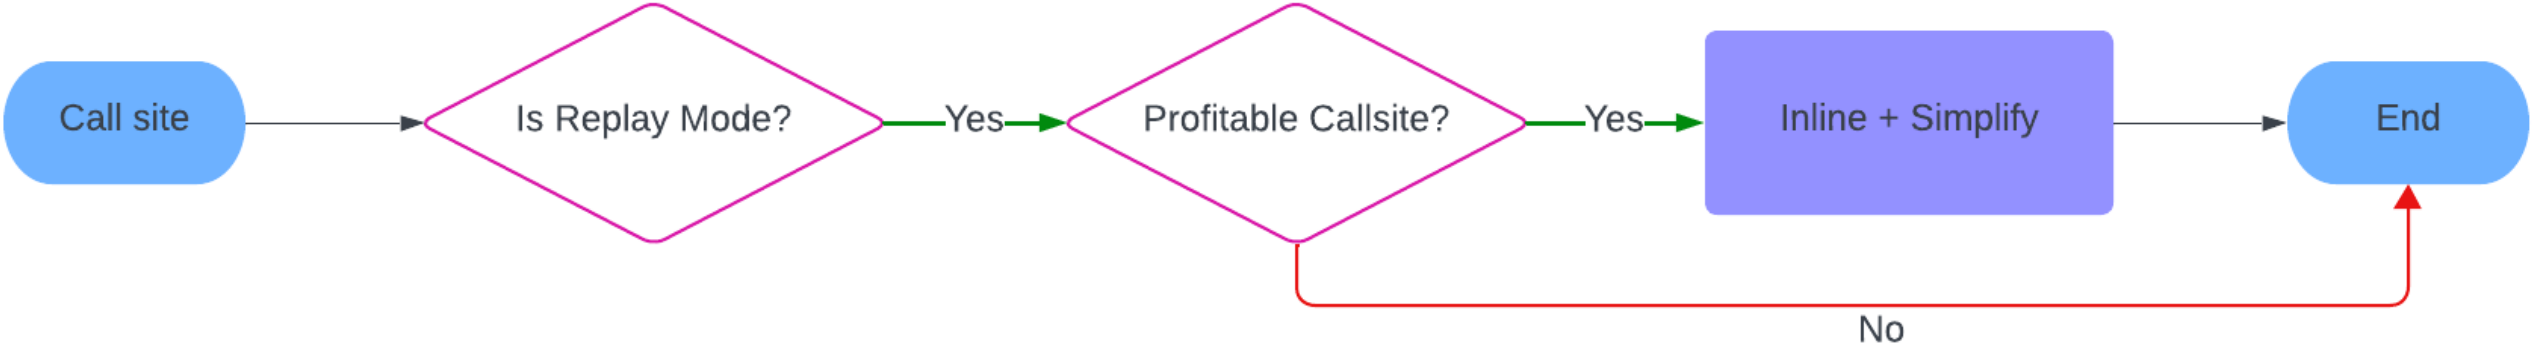 Call site
Is Replay Mode?
Yes
Profitable Callsite?
Yes
Inline + Simplify
End
No